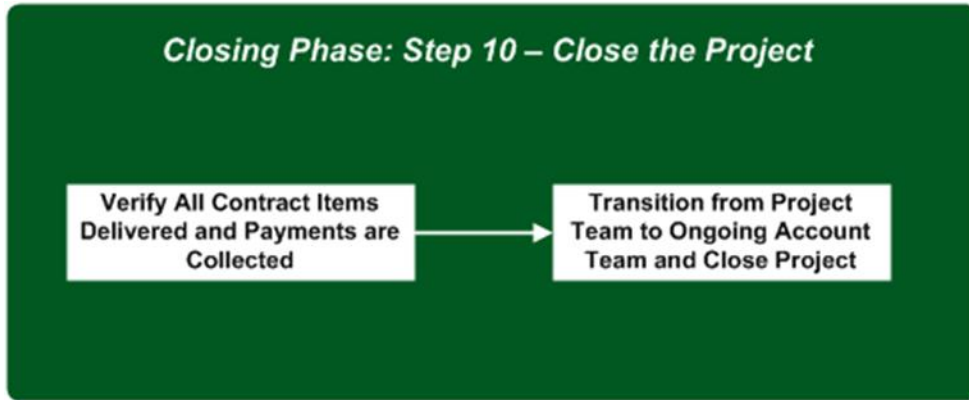 Closing Phase: Step 10 – Close the Project
Verify All Contract Items
Delivered and Payments are
Collected
Transition from Project
Team to Ongoing Account
Team and Close Project